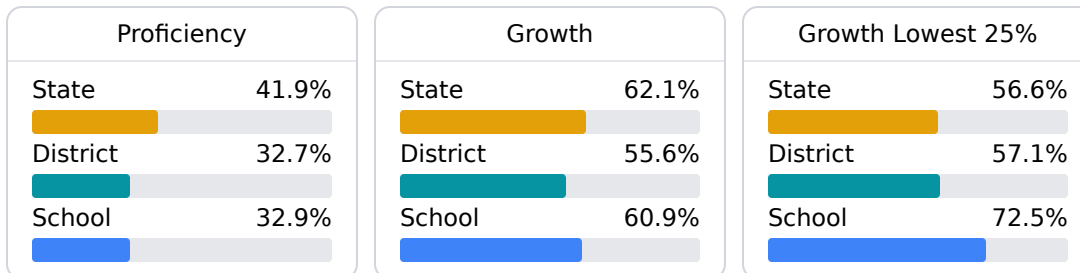 Proficiency
State 41.9%
District 32.7%
School 32.9%
Growth
State 62.1%
District 55.6%
School 60.9%
Growth Lowest 25%
State 56.6%
District 57.1%
School 72.5%